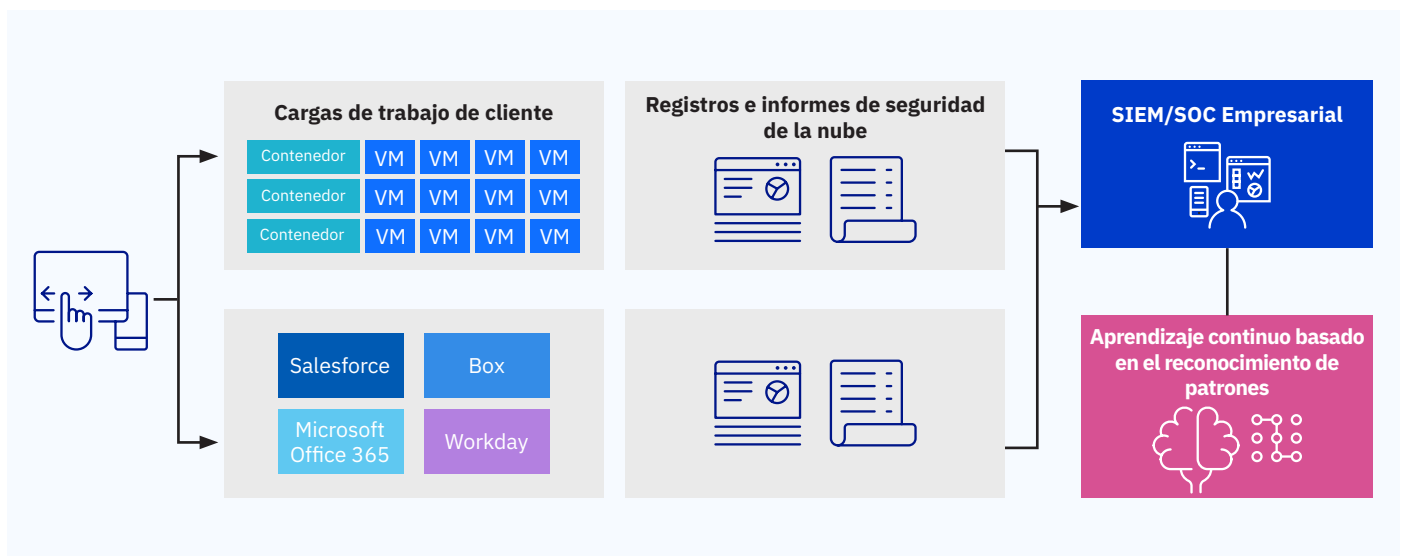 Cargas de trabajo de cliente
Contenedor VM VM VM VM
Contenedor VM VM VM VM
Contenedor VM VM VM VM
Registros e informes de seguridad
de la nube
SIEM/SOC Empresarial
Salesforce
Box
Microsoft
Office 365
Workday
Aprendizaje continuo basado
en el reconocimiento de
patrones